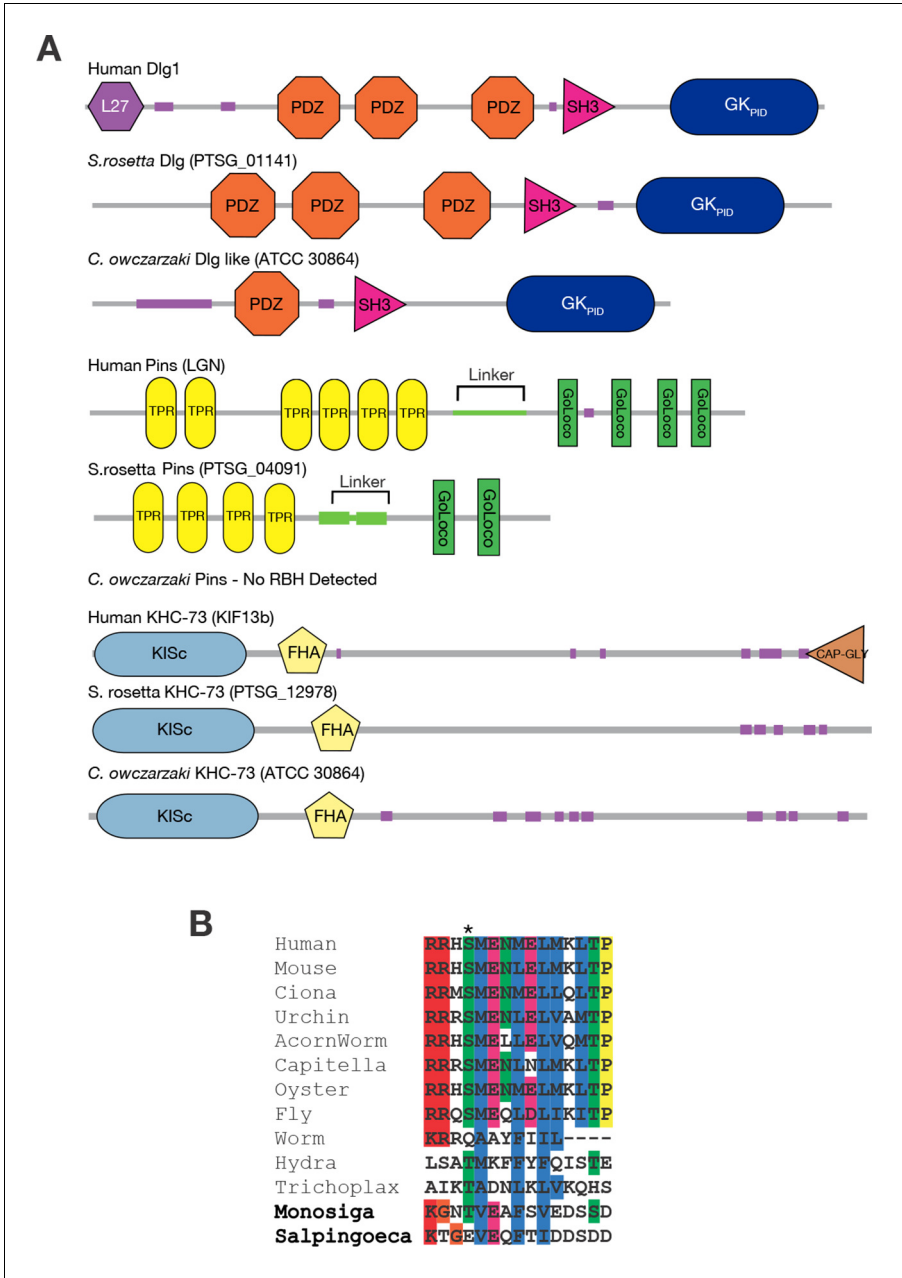 A
Human Dlg1
L27 PDZ PDZ PDZ SH3 GKPID
S.rosetta Dlg (PTSG_01141)
PDZ PDZ PDZ SH3 GKPID
C. owczarzaki Dlg like (ATCC 30864)
PDZ SH3 GKPID
Human Pins (LGN)
Linker
TPR TPR TPR TPR TPR TPR GoLoco GoLoco GoLoco GoLoco
S.rosetta Pins (PTSG_04091)
Linker
TPR TPR TPR TPR GoLoco GoLoco
C. owczarzaki Pins - No RBH Detected
Human KHC-73 (KIF13b)
KISc FHA CAP-GLY
S. rosetta KHC-73 (PTSG_12978)
KISc FHA
C. owczarzaki KHC-73 (ATCC 30864)
KISc FHA
B
*
Human RRHSMENMELMKLTP
Mouse RRHSMENLELMKLTP
Ciona RRMSMENMELLQLTP
Urchin RRRSMENLELVAMTP
AcornWorm RRHSMELLELVQMTP
Capitella RRRSMENLNLMKLTP
Oyster RRHSMENMELMKLTP
Fly RRQSMEQLDLIKITP
Worm KRRQAAYFIIL----
Hydra LSATMKFFYFQISTE
Trichoplax AIKTADNLKLVKQHS
Monosiga KGNTVEAFSVEDSSD
Salpingoeca KTGEVEQFTIDDSDD